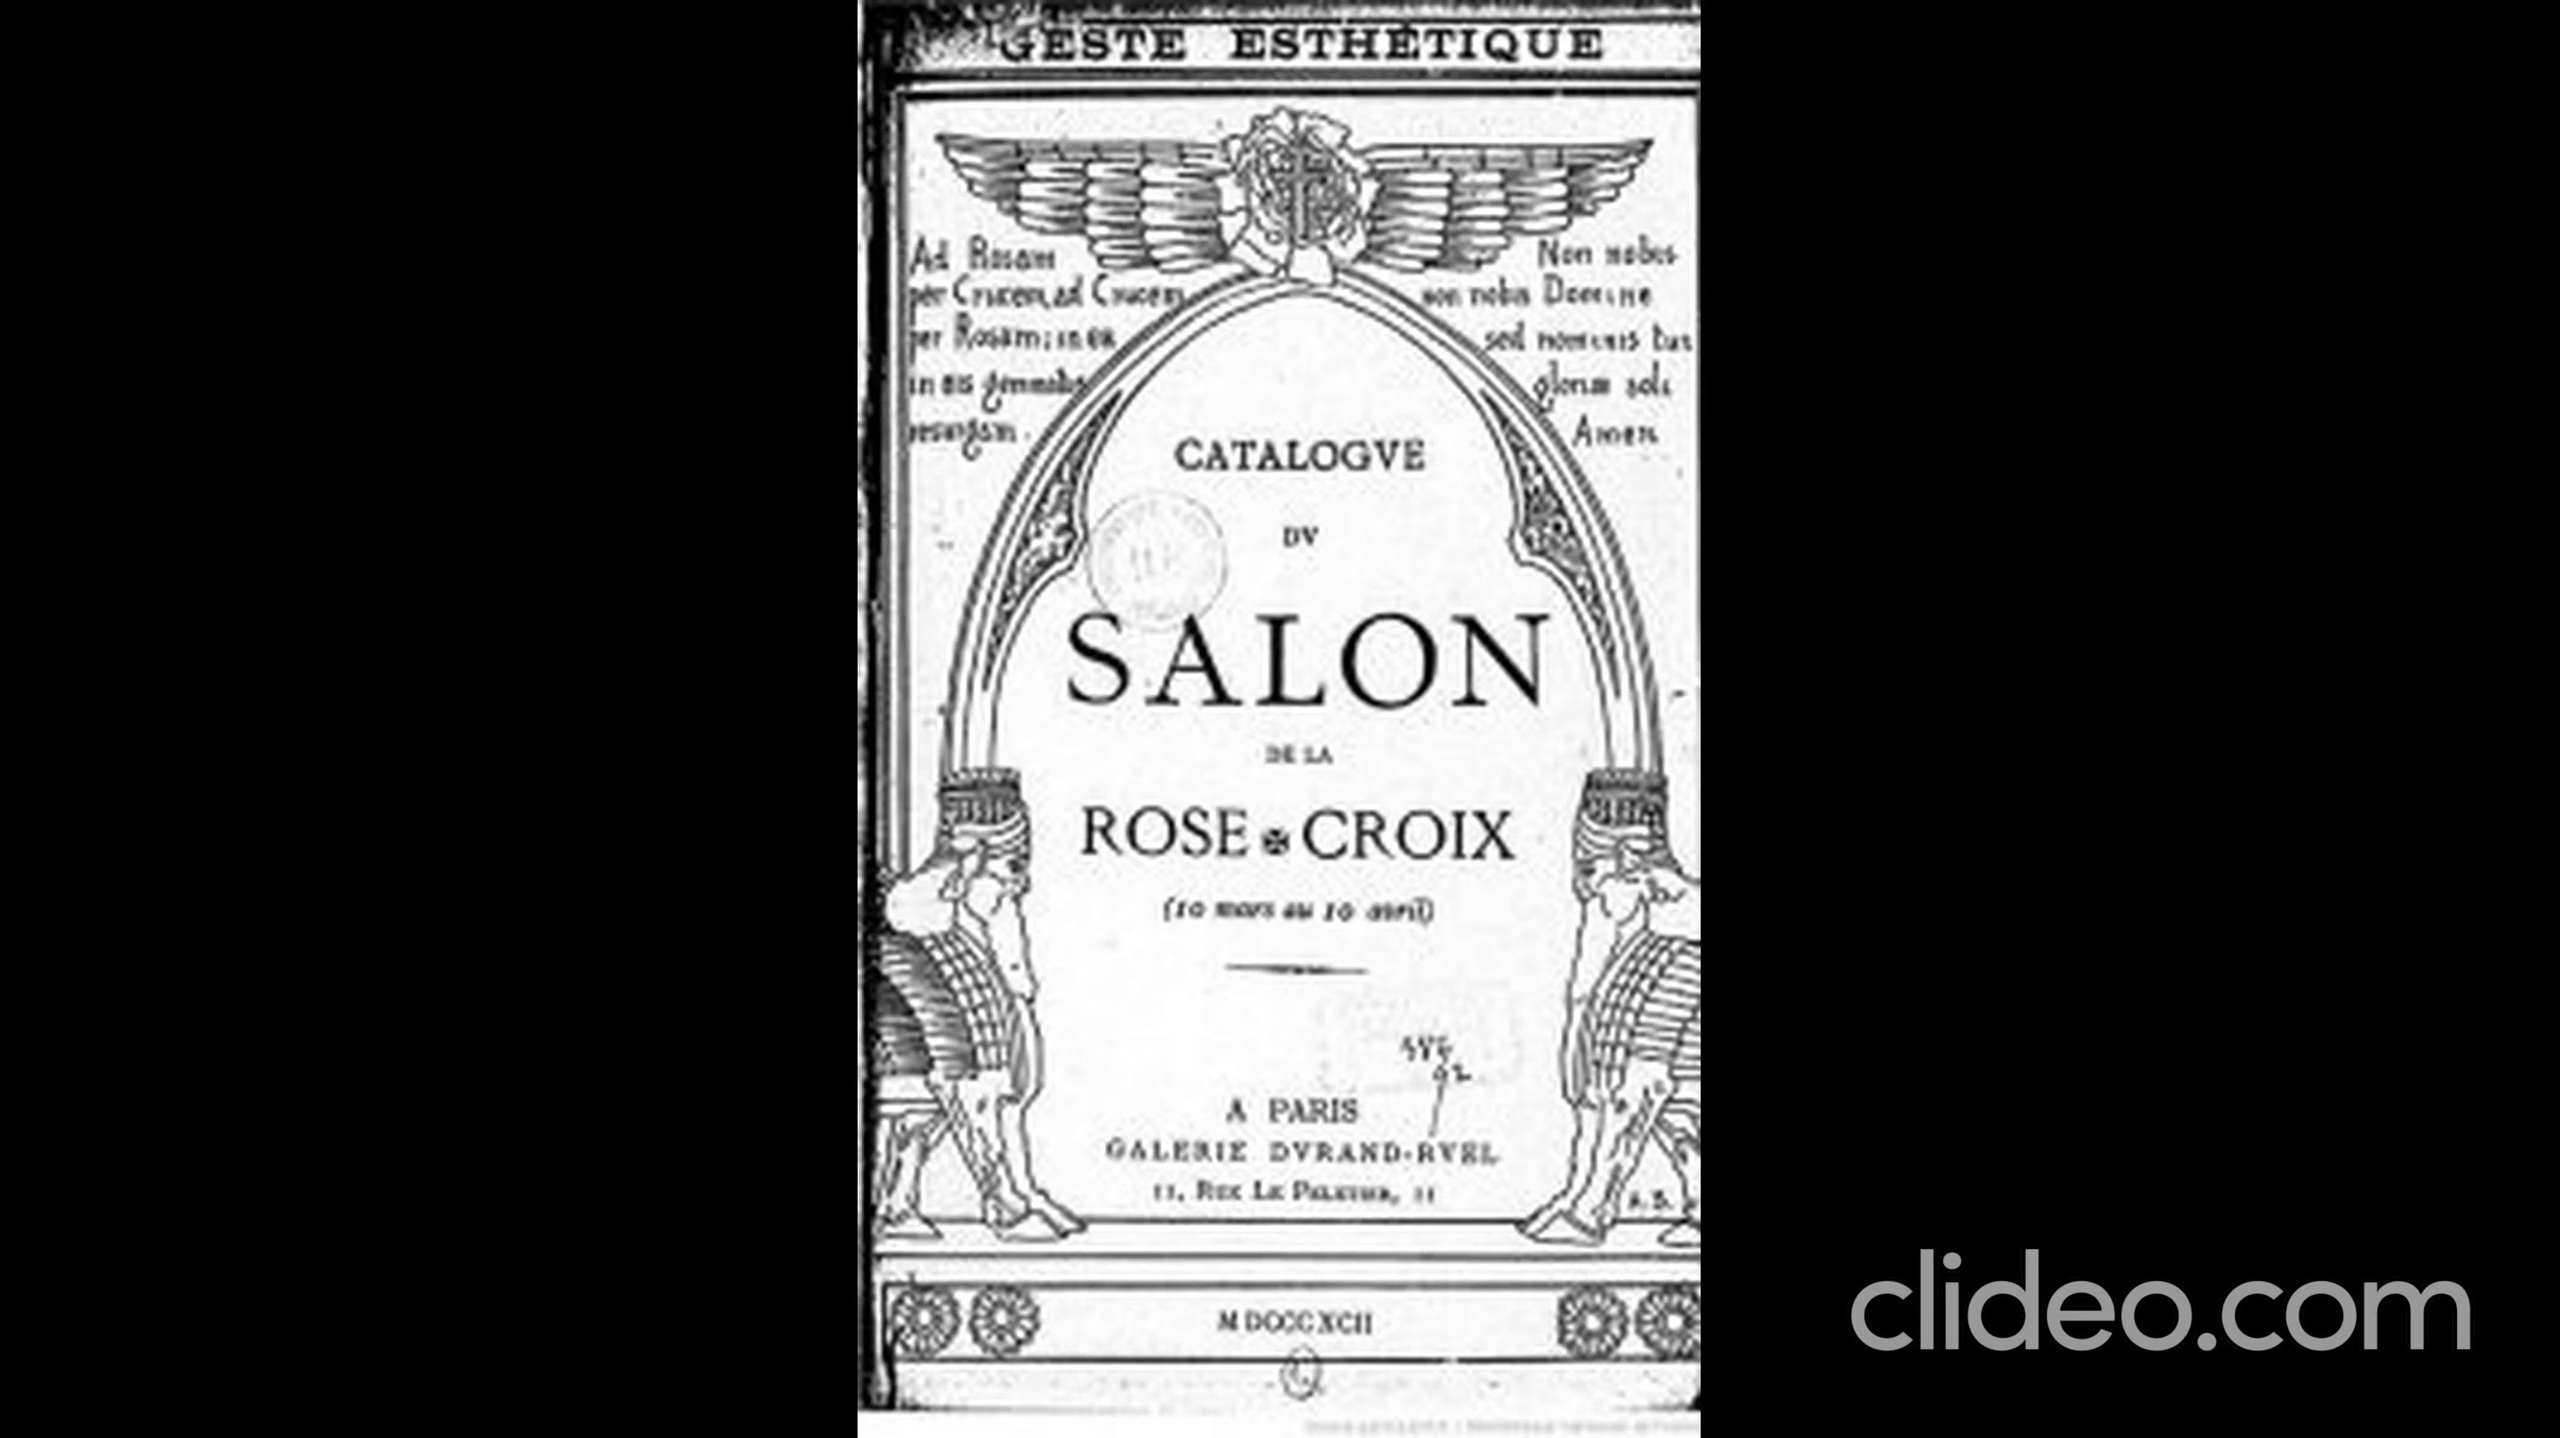 GESTE ESTHÉTIQUE
Ad Rosam
per Crucem, ad Crucem
per Rosam; in ea
in eis gemmatus
resurgam.
Non nobis
non nobis Domine
sed nominis tui
gloriæ soli
Amen
CATALOGVE
DV
SALON
DE LA
ROSE ✠ CROIX
(10 mars au 10 avril)
A PARIS
GALERIE DVRAND-RVEL
11, RUE LE PELETIER, 11
MDCCCXCII
clideo.com